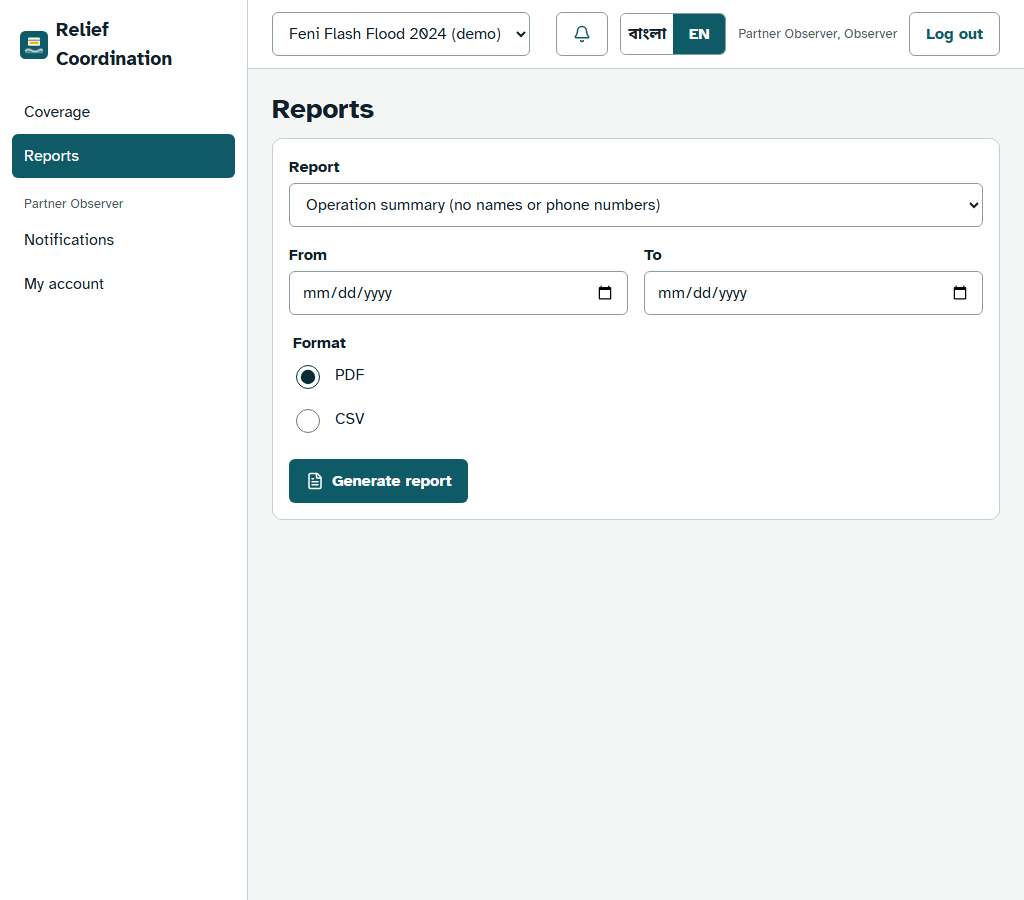 Relief
Coordination
Coverage
Reports
Partner Observer
Notifications
My account
Feni Flash Flood 2024 (demo)
বাংলা
EN
Partner Observer, Observer
Log out
Reports
Report
Operation summary (no names or phone numbers)
From
To
mm/dd/yyyy
mm/dd/yyyy
Format
PDF
CSV
Generate report